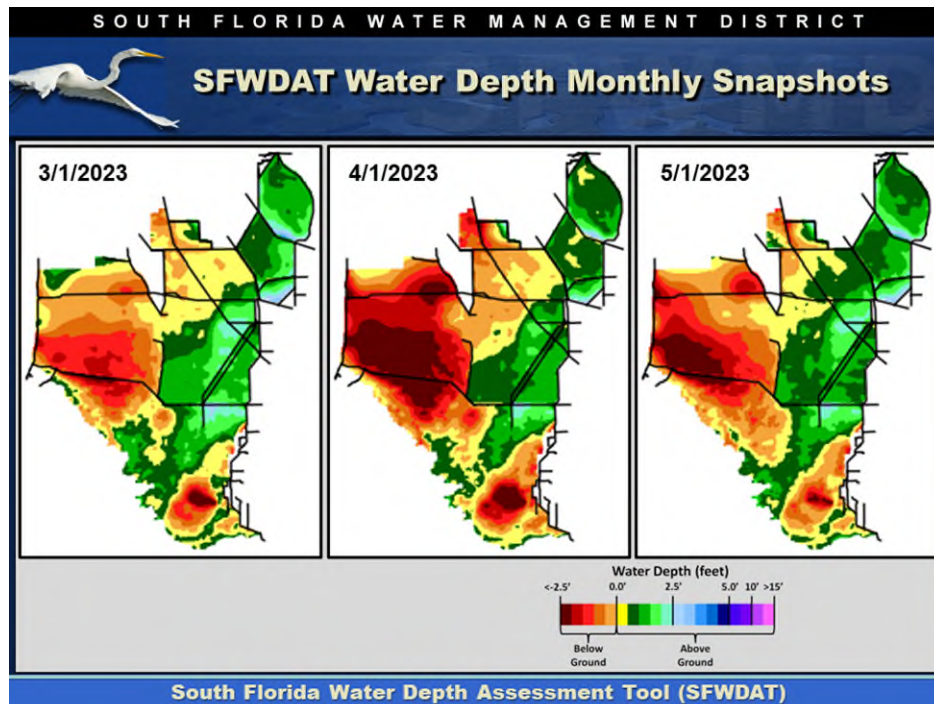 SOUTH FLORIDA WATER MANAGEMENT DISTRICT
SFWDAT Water Depth Monthly Snapshots
3/1/2023
4/1/2023
5/1/2023
Water Depth (feet)
<-2.5' 0.0' 2.5' 5.0' 10' >15'
Below Ground
Above Ground
South Florida Water Depth Assessment Tool (SFWDAT)